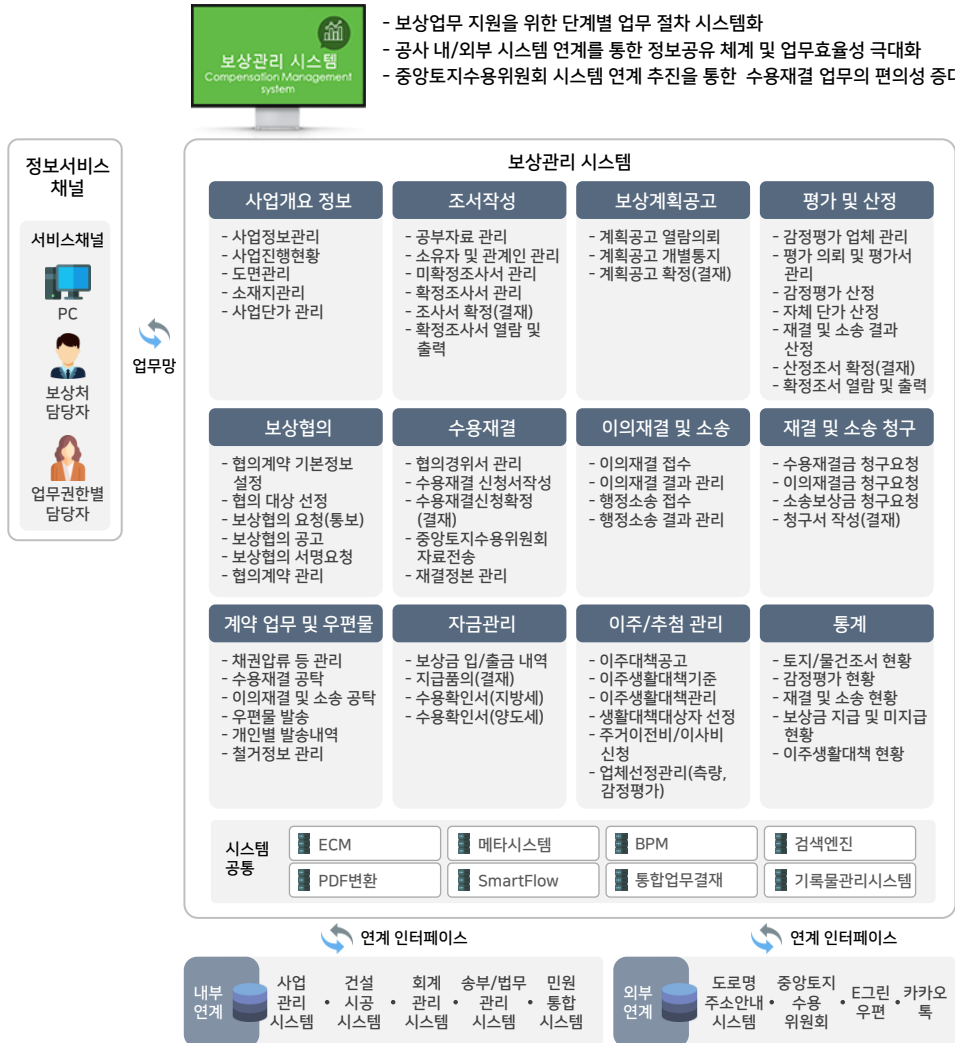 보상관리 시스템
Compensation Management
system
- 보상업무 지원을 위한 단계별 업무 절차 시스템화
- 공사 내/외부 시스템 연계를 통한 정보공유 체계 및 업무효율성 극대화
- 중앙토지수용위원회 시스템 연계 추진을 통한 수용재결 업무의 편의성 증대
정보서비스
채널
서비스채널
PC
보상처
담당자
업무권한별
담당자
업무망
보상관리 시스템
사업개요 정보
- 사업정보관리
- 사업진행현황
- 도면관리
- 소재지관리
- 사업단가 관리
조서작성
- 공부자료 관리
- 소유자 및 관계인 관리
- 미확정조사서 관리
- 확정조사서 관리
- 조사서 확정(결재)
- 확정조사서 열람 및
출력
보상계획공고
- 계획공고 열람의뢰
- 계획공고 개별통지
- 계획공고 확정(결재)
평가 및 산정
- 감정평가 업체 관리
- 평가 의뢰 및 평가서
관리
- 감정평가 산정
- 자체 단가 산정
- 재결 및 소송 결과
산정
- 산정조서 확정(결재)
- 확정조서 열람 및 출력
보상협의
- 협의계약 기본정보
설정
- 협의 대상 선정
- 보상협의 요청(통보)
- 보상협의 공고
- 보상협의 서명요청
- 협의계약 관리
수용재결
- 협의경위서 관리
- 수용재결 신청서작성
- 수용재결신청확정
(결재)
- 중앙토지수용위원회
자료전송
- 재결정본 관리
이의재결 및 소송
- 이의재결 접수
- 이의재결 결과 관리
- 행정소송 접수
- 행정소송 결과 관리
재결 및 소송 청구
- 수용재결금 청구요청
- 이의재결금 청구요청
- 소송보상금 청구요청
- 청구서 작성(결재)
계약 업무 및 우편물
- 채권압류 등 관리
- 수용재결 공탁
- 이의재결 및 소송 공탁
- 우편물 발송
- 개인별 발송내역
- 철거정보 관리
자금관리
- 보상금 입/출금 내역
- 지급품의(결재)
- 수용확인서(지방세)
- 수용확인서(양도세)
이주/추첨 관리
- 이주대책공고
- 이주생활대책기준
- 이주생활대책관리
- 생활대책대상자 선정
- 주거이전비/이사비
신청
- 업체선정관리(측량,
감정평가)
통계
- 토지/물건조서 현황
- 감정평가 현황
- 재결 및 소송 현황
- 보상금 지급 및 미지급
현황
- 이주생활대책 현황
시스템
공통
ECM
메타시스템
BPM
검색엔진
PDF변환
SmartFlow
통합업무결재
기록물관리시스템
연계 인터페이스
연계 인터페이스
내부
연계
사업
관리
시스템
•
건설
시공
시스템
•
회계
관리
시스템
•
송부/법무
관리
시스템
•
민원
통합
시스템
외부
연계
도로명
주소안내
시스템
•
중앙토지
수용
위원회
•
E그린
우편
•
카카오
톡